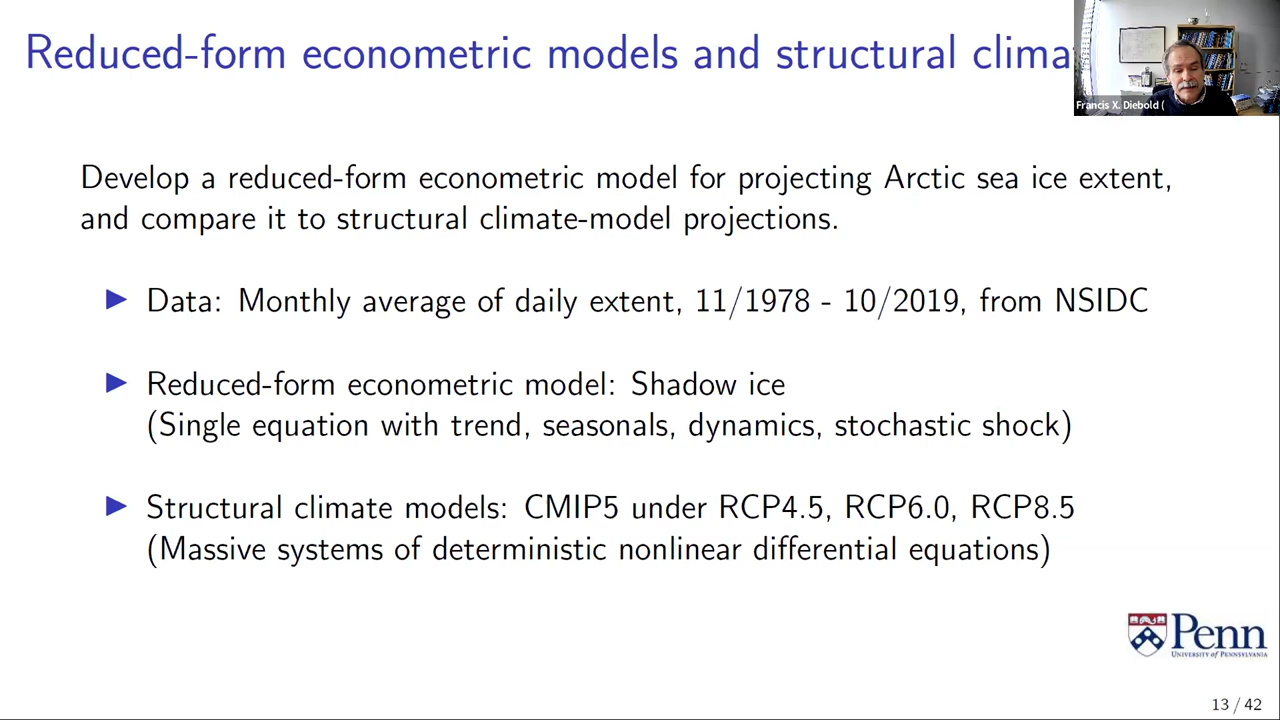 Reduced-form econometric models and structural clima
Francis X. Diebold (
Develop a reduced-form econometric model for projecting Arctic sea ice extent,
and compare it to structural climate-model projections.
Data: Monthly average of daily extent, 11/1978 - 10/2019, from NSIDC
Reduced-form econometric model: Shadow ice
(Single equation with trend, seasonals, dynamics, stochastic shock)
Structural climate models: CMIP5 under RCP4.5, RCP6.0, RCP8.5
(Massive systems of deterministic nonlinear differential equations)
Penn
UNIVERSITY of PENNSYLVANIA
13 / 42